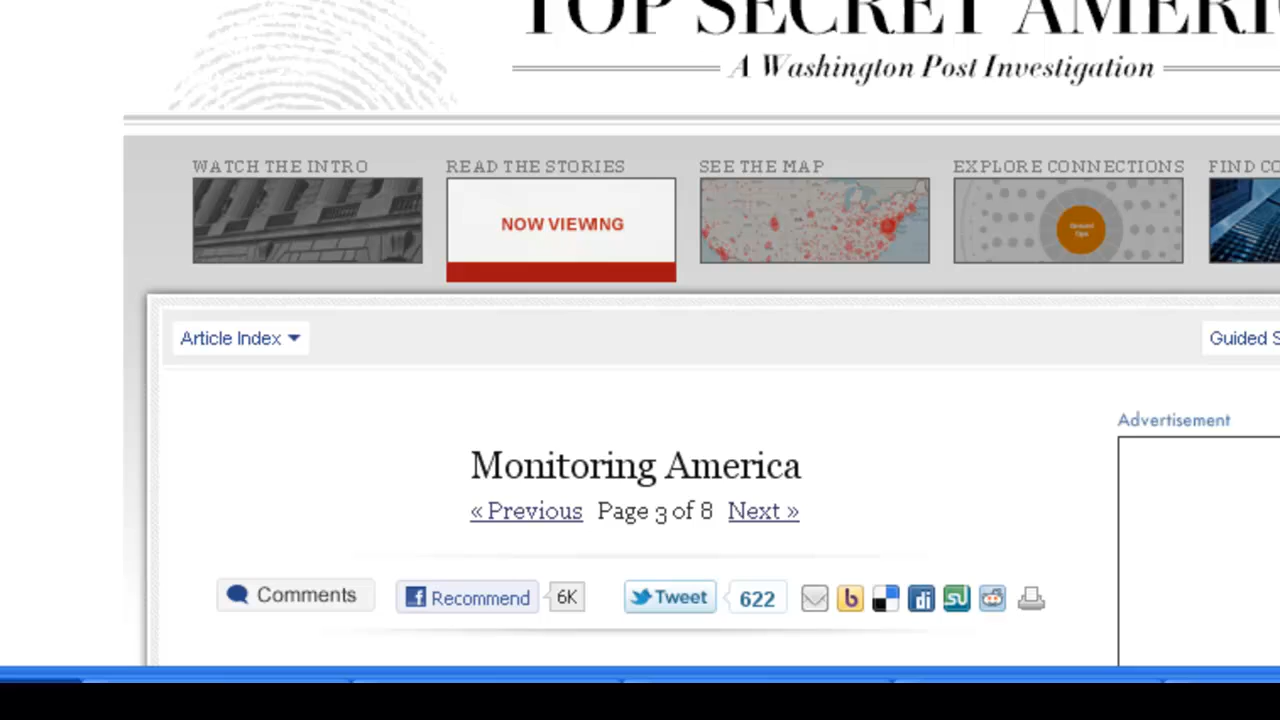 TOP SECRET AMERI
A Washington Post Investigation
WATCH THE INTRO
READ THE STORIES
SEE THE MAP
EXPLORE CONNECTIONS
FIND CO
NOW VIEWING
Ground Ops
Article Index
Guided S
Advertisement
Monitoring America
« Previous Page 3 of 8 Next »
Comments
Recommend 6K
Tweet 622